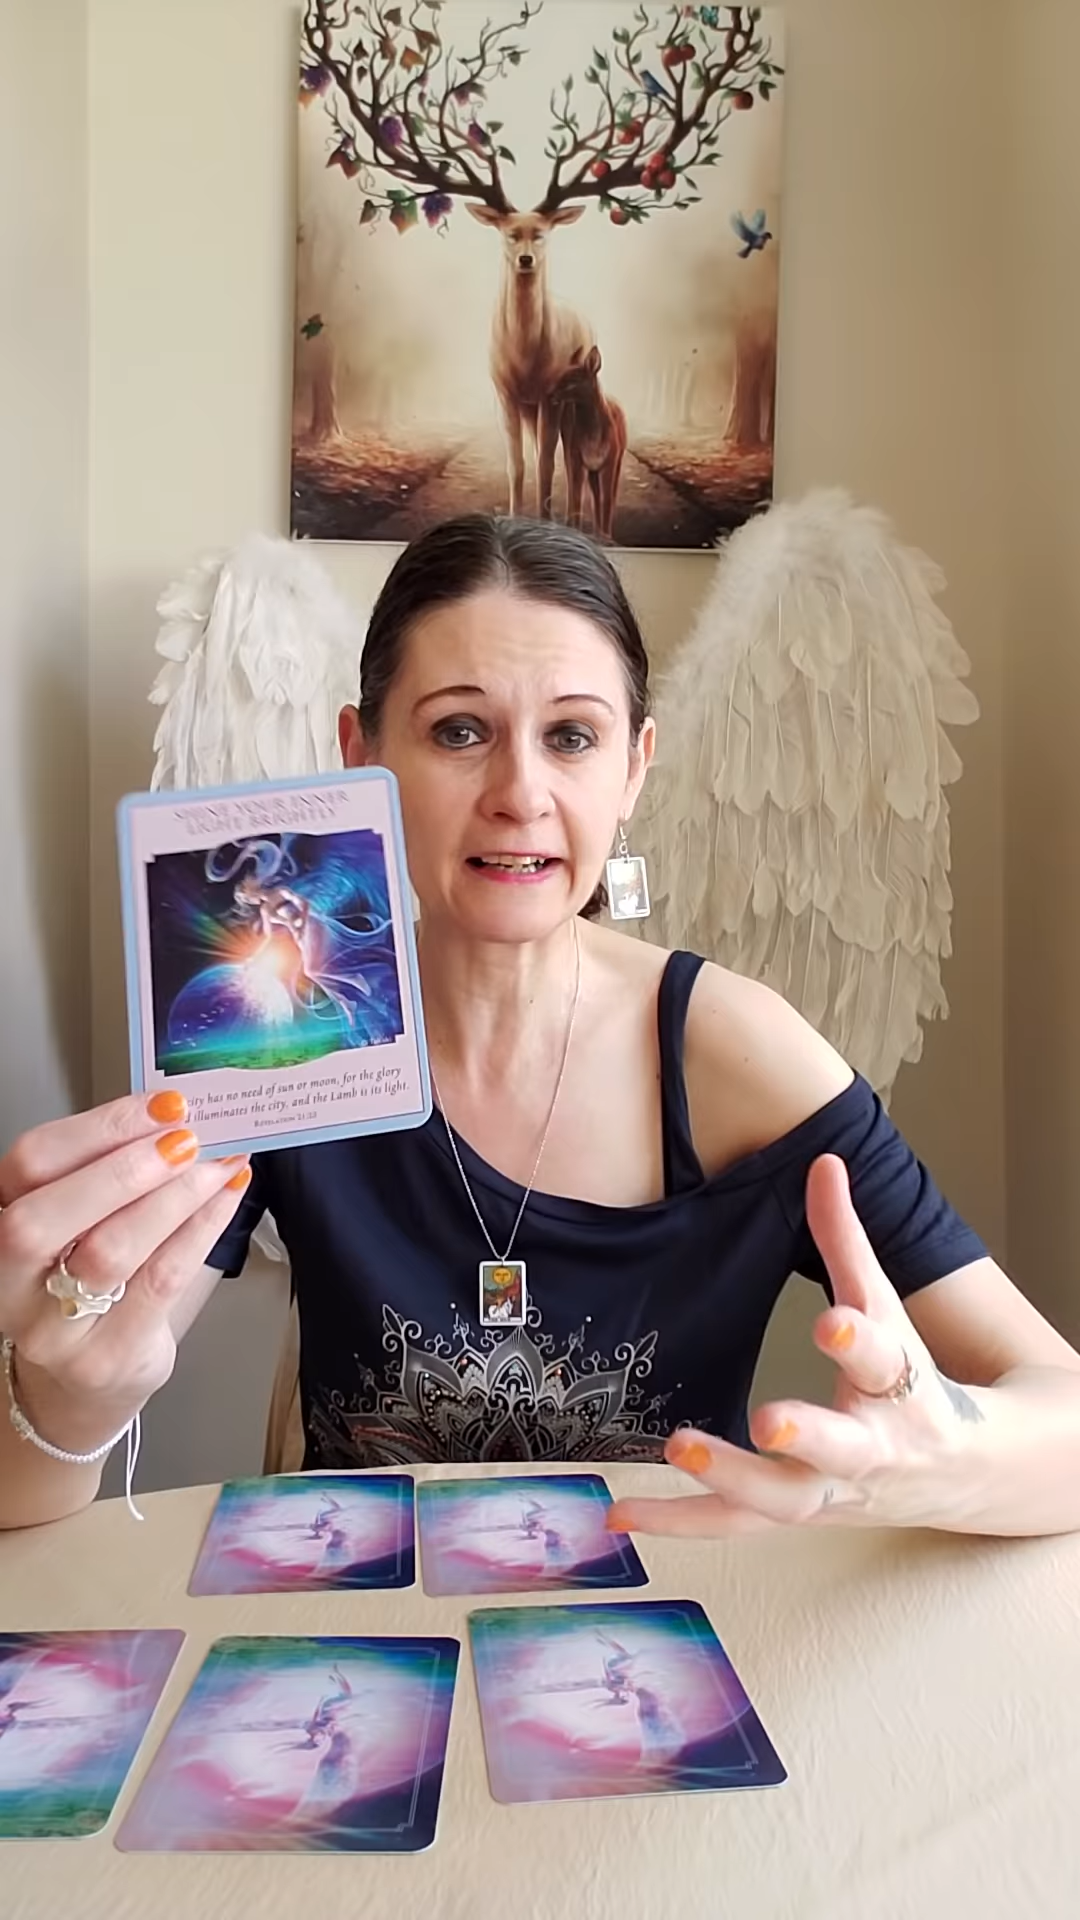 SHINE YOUR INNER
LIGHT BRIGHTLY
© Takaki
city has no need of sun or moon, for the glory
illuminates the city, and the Lamb is its light.
REVELATION 21:23